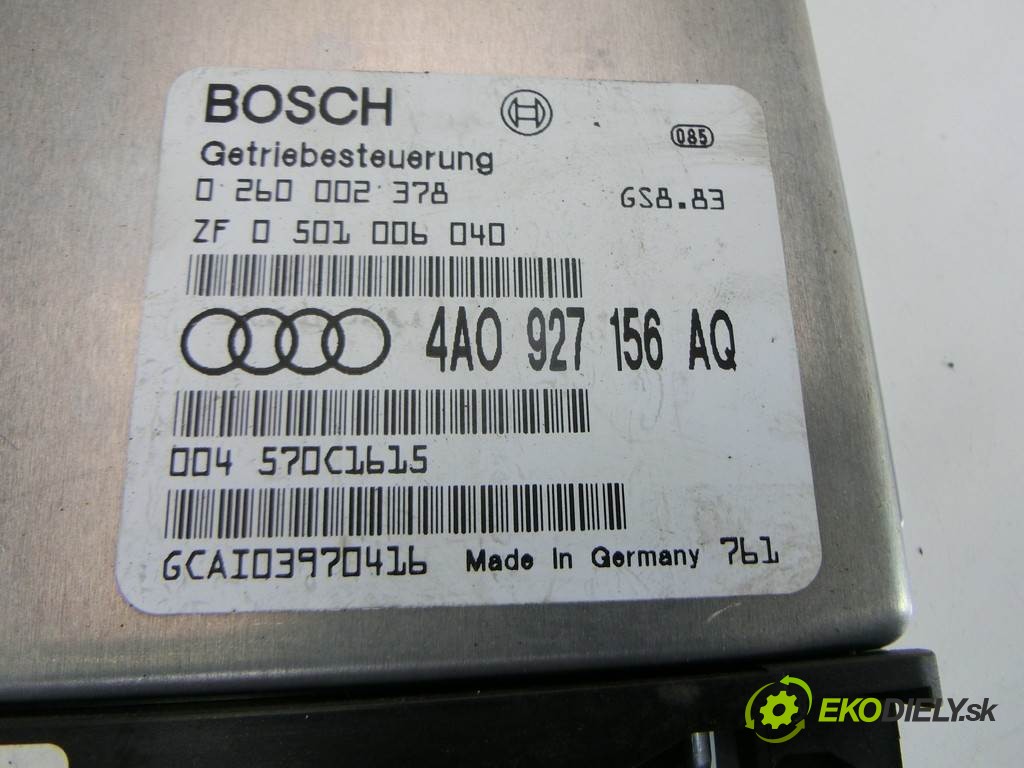 BOSCH
085
Getriebesteuerung
0 260 002 378
GS8.83
ZF 0 501 006 040
4A0 927 156 AQ
004 570C1615
GCAI03970416 Made in Germany 761
EKODIELY.sk